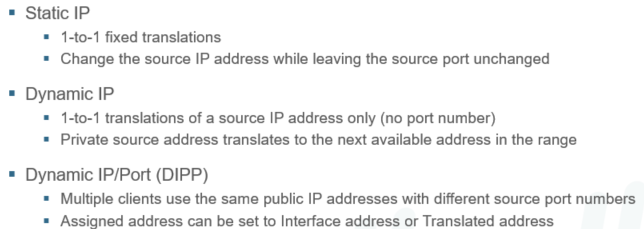 Static IP
1-to-1 fixed translations
Change the source IP address while leaving the source port unchanged
Dynamic IP
1-to-1 translations of a source IP address only (no port number)
Private source address translates to the next available address in the range
Dynamic IP/Port (DIPP)
Multiple clients use the same public IP addresses with different source port numbers
Assigned address can be set to Interface address or Translated address